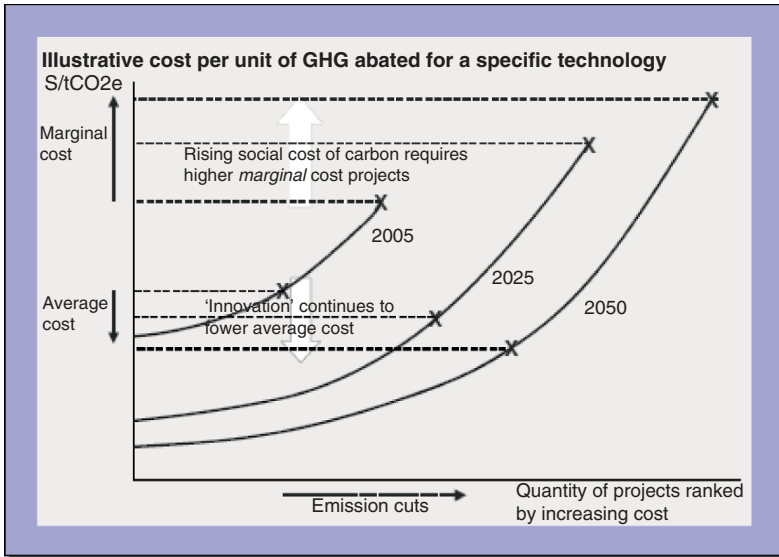 Illustrative cost per unit of GHG abated for a specific technology
S/tCO2e
Marginal
cost
Rising social cost of carbon requires
higher marginal cost projects
2005
2025
2050
Average
cost
‘Innovation’ continues to
lower average cost
Emission cuts
Quantity of projects ranked
by increasing cost